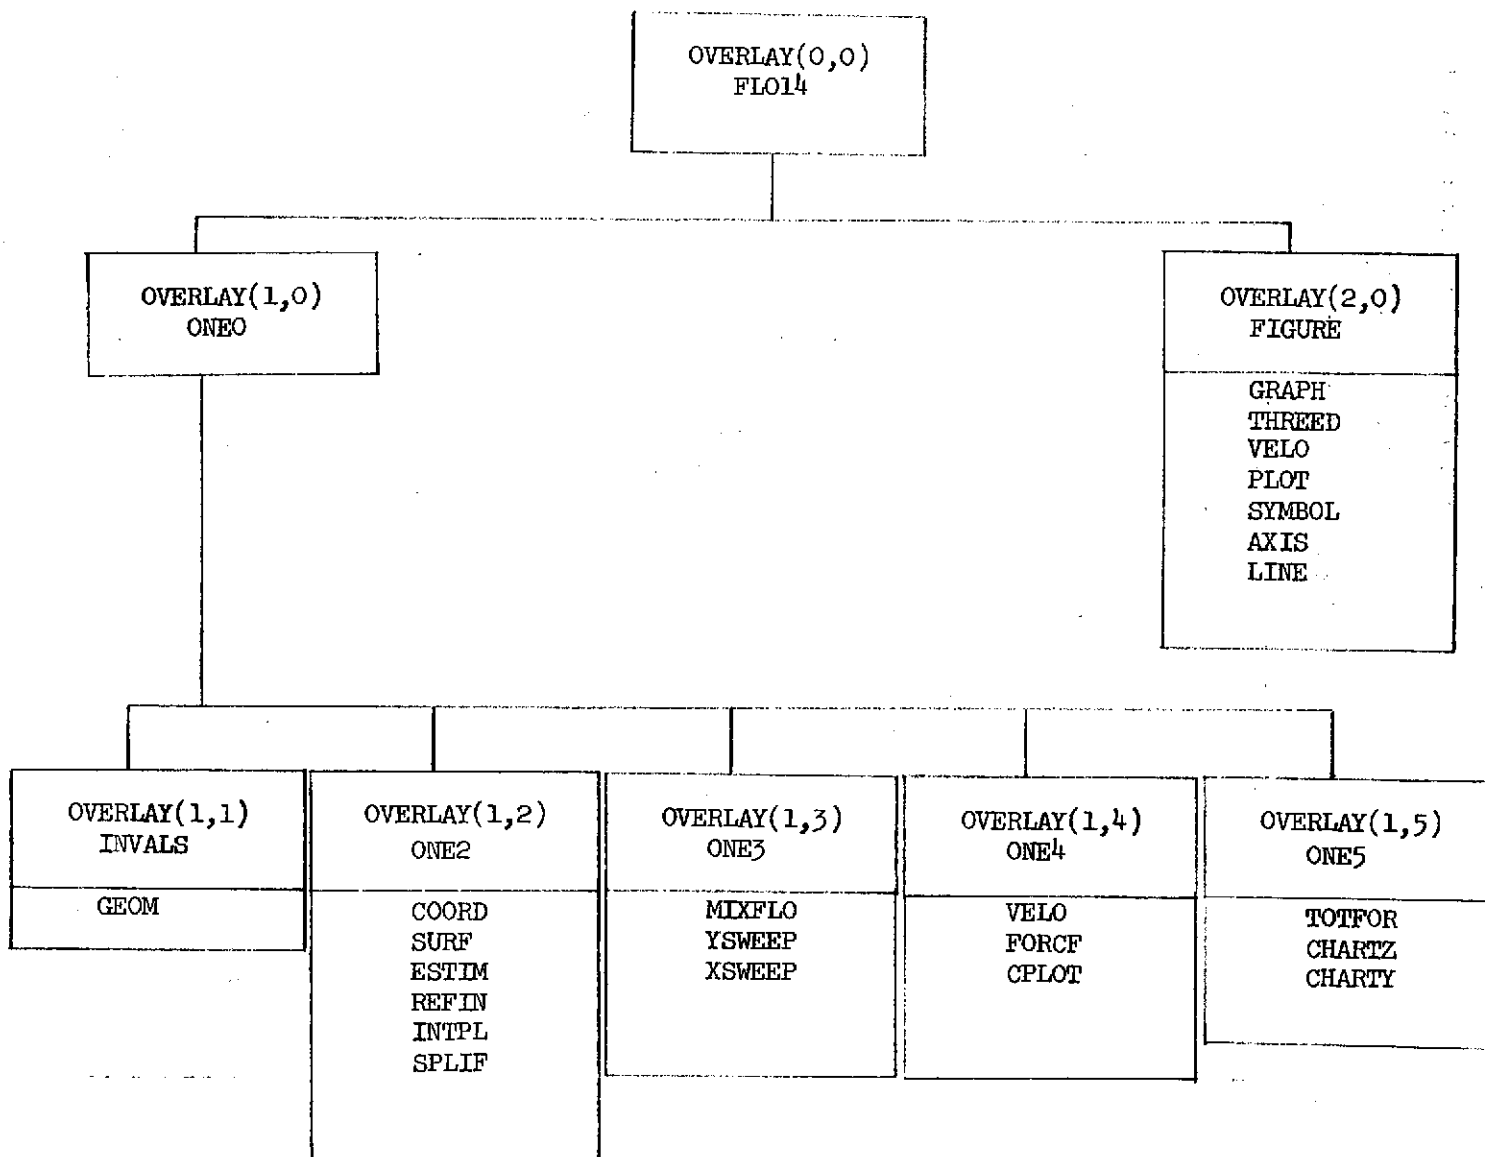 OVERLAY(0,0)
FLO14
OVERLAY(1,0)
ONEO
OVERLAY(2,0)
FIGURE
GRAPH
THREED
VELO
PLOT
SYMBOL
AXIS
LINE
OVERLAY(1,1)
INVALS
GEOM
OVERLAY(1,2)
ONE2
COORD
SURF
ESTIM
REFIN
INTPL
SPLIF
OVERLAY(1,3)
ONE3
MIXFLO
YSWEEP
XSWEEP
OVERLAY(1,4)
ONE4
VELO
FORCF
CPLOT
OVERLAY(1,5)
ONE5
TOTFOR
CHARTZ
CHARTY